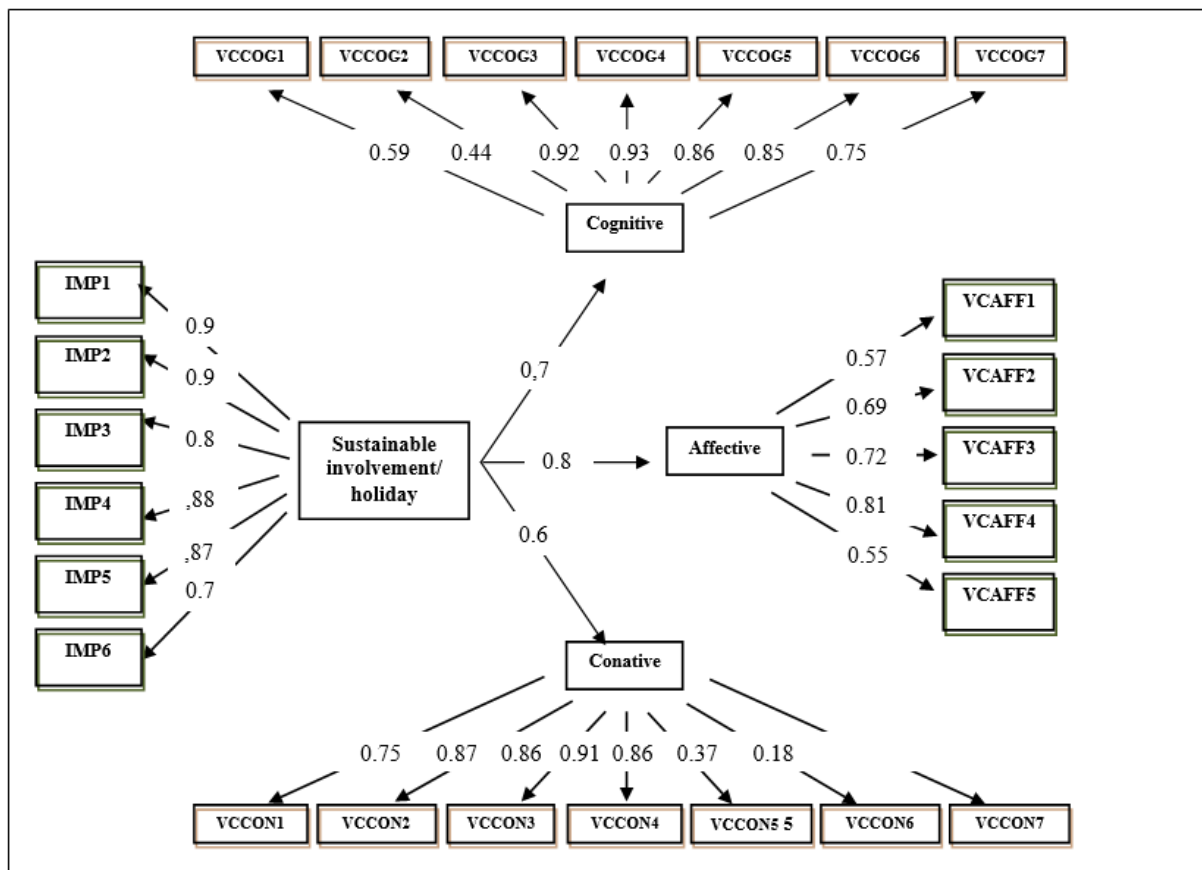 VCCOG1 VCCOG2 VCCOG3 VCCOG4 VCCOG5 VCCOG6 VCCOG7
0.59 0.44 0.92 0.93 0.86 0.85 0.75
Cognitive
IMP1
IMP2
IMP3
IMP4
IMP5
IMP6
0.9
0.9
0.8
,88
,87
0.7
Sustainable
involvement/
holiday
0,7
0.8
0.6
Affective
0.57
0.69
0.72
0.81
0.55
VCAFF1
VCAFF2
VCAFF3
VCAFF4
VCAFF5
Conative
0.75 0.87 0.86 0.91 0.86 0.37 0.18
VCCON1 VCCON2 VCCON3 VCCON4 VCCON5 5 VCCON6 VCCON7